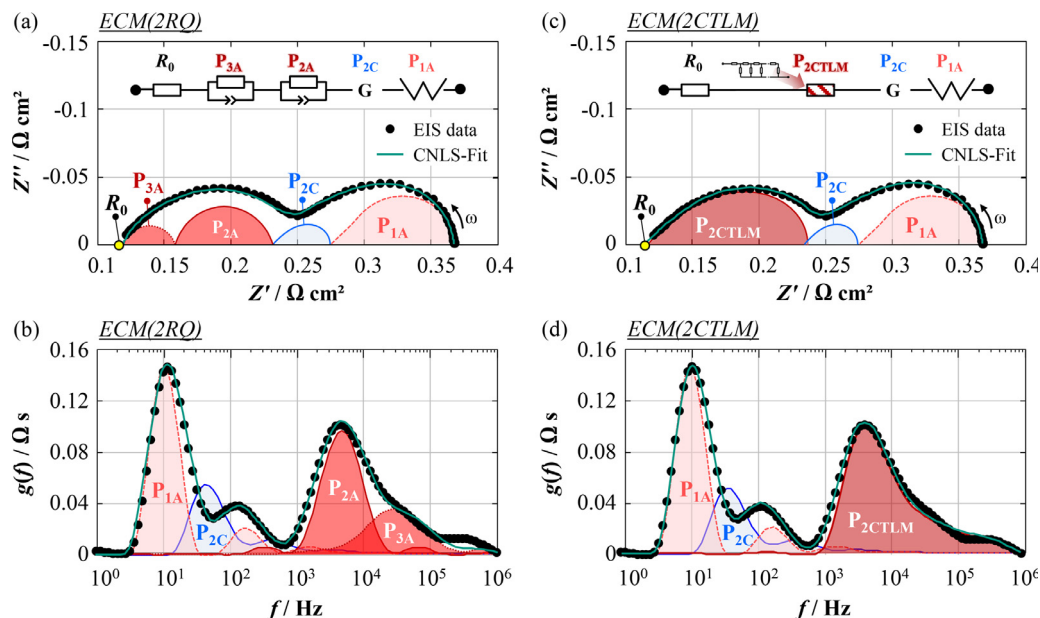 (a) ECM(2RQ)
-0.15
-0.1
-0.05
0
Z'' / Ω cm²
R₀ P₃A P₂A P₂C P₁A
G
EIS data
CNLS-Fit
P₃A
P₂C
R₀
P₂A
P₁A
ω
0.1 0.15 0.2 0.25 0.3 0.35 0.4
Z' / Ω cm²
(c) ECM(2CTLM)
-0.15
-0.1
-0.05
0
Z'' / Ω cm²
R₀ P₂CTLM P₂C P₁A
G
EIS data
CNLS-Fit
P₂C
R₀
P₂CTLM
P₁A
ω
0.1 0.15 0.2 0.25 0.3 0.35 0.4
Z' / Ω cm²
(b) ECM(2RQ)
0.16
0.12
0.08
0.04
0
g(f) / Ω s
P₁A
P₂C
P₂A
P₃A
10⁰ 10¹ 10² 10³ 10⁴ 10⁵ 10⁶
f / Hz
(d) ECM(2CTLM)
0.16
0.12
0.08
0.04
0
g(f) / Ω s
P₁A
P₂C
P₂CTLM
10⁰ 10¹ 10² 10³ 10⁴ 10⁵ 10⁶
f / Hz